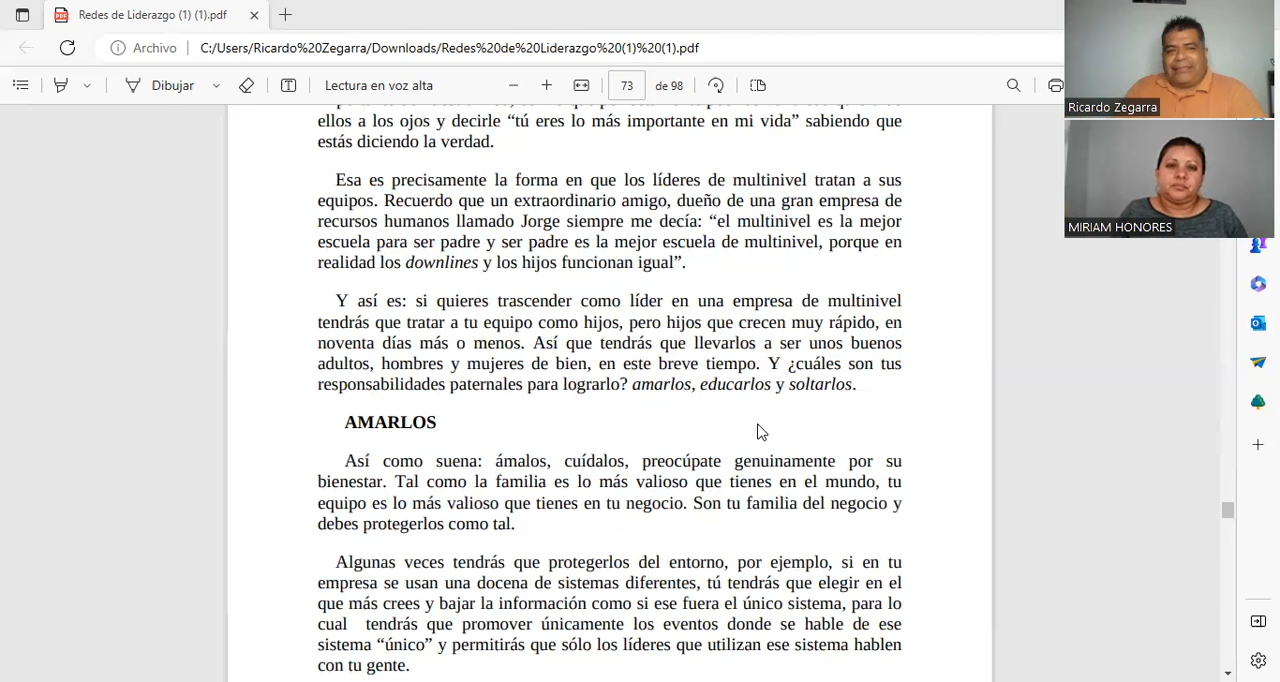 Redes de Liderazgo (1) (1).pdf
Archivo C:/Users/Ricardo%20Zegarra/Downloads/Redes%20de%20Liderazgo%20(1)%20(1).pdf
Dibujar Lectura en voz alta 73 de 98
Ricardo Zegarra
MIRIAM HONORES
ellos a los ojos y decirle “tú eres lo más importante en mi vida” sabiendo que
estás diciendo la verdad.
Esa es precisamente la forma en que los líderes de multinivel tratan a sus
equipos. Recuerdo que un extraordinario amigo, dueño de una gran empresa de
recursos humanos llamado Jorge siempre me decía: “el multinivel es la mejor
escuela para ser padre y ser padre es la mejor escuela de multinivel, porque en
realidad los downlines y los hijos funcionan igual”.
Y así es: si quieres trascender como líder en una empresa de multinivel
tendrás que tratar a tu equipo como hijos, pero hijos que crecen muy rápido, en
noventa días más o menos. Así que tendrás que llevarlos a ser unos buenos
adultos, hombres y mujeres de bien, en este breve tiempo. Y ¿cuáles son tus
responsabilidades paternales para lograrlo? amarlos, educarlos y soltarlos.
AMARLOS
Así como suena: ámalos, cuídalos, preocúpate genuinamente por su
bienestar. Tal como la familia es lo más valioso que tienes en el mundo, tu
equipo es lo más valioso que tienes en tu negocio. Son tu familia del negocio y
debes protegerlos como tal.
Algunas veces tendrás que protegerlos del entorno, por ejemplo, si en tu
empresa se usan una docena de sistemas diferentes, tú tendrás que elegir en el
que más crees y bajar la información como si ese fuera el único sistema, para lo
cual tendrás que promover únicamente los eventos donde se hable de ese
sistema “único” y permitirás que sólo los líderes que utilizan ese sistema hablen
con tu gente.